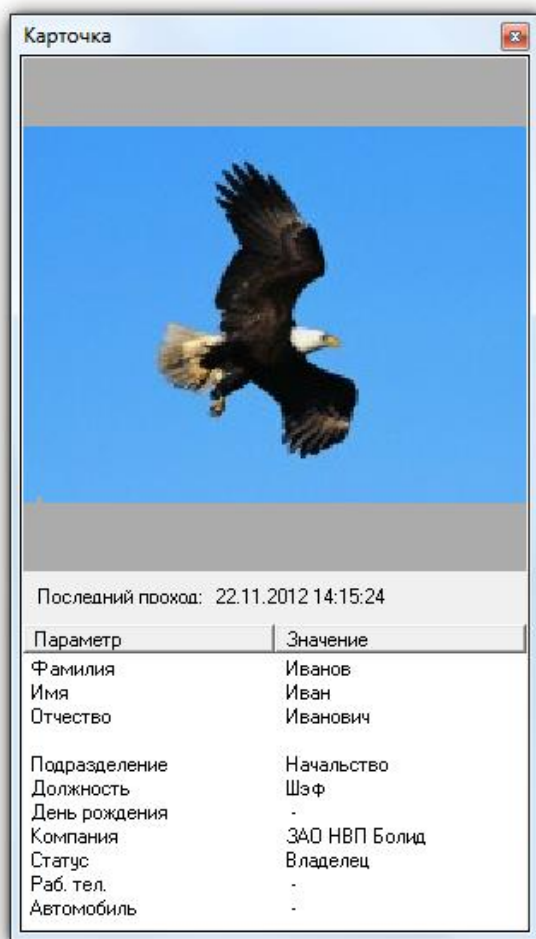 Карточка
Последний проход: 22.11.2012 14:15:24
Параметр Значение
Фамилия Иванов
Имя Иван
Отчество Иванович
Подразделение Начальство
Должность Шэф
День рождения -
Компания ЗАО НВП Болид
Статус Владелец
Раб. тел. -
Автомобиль -